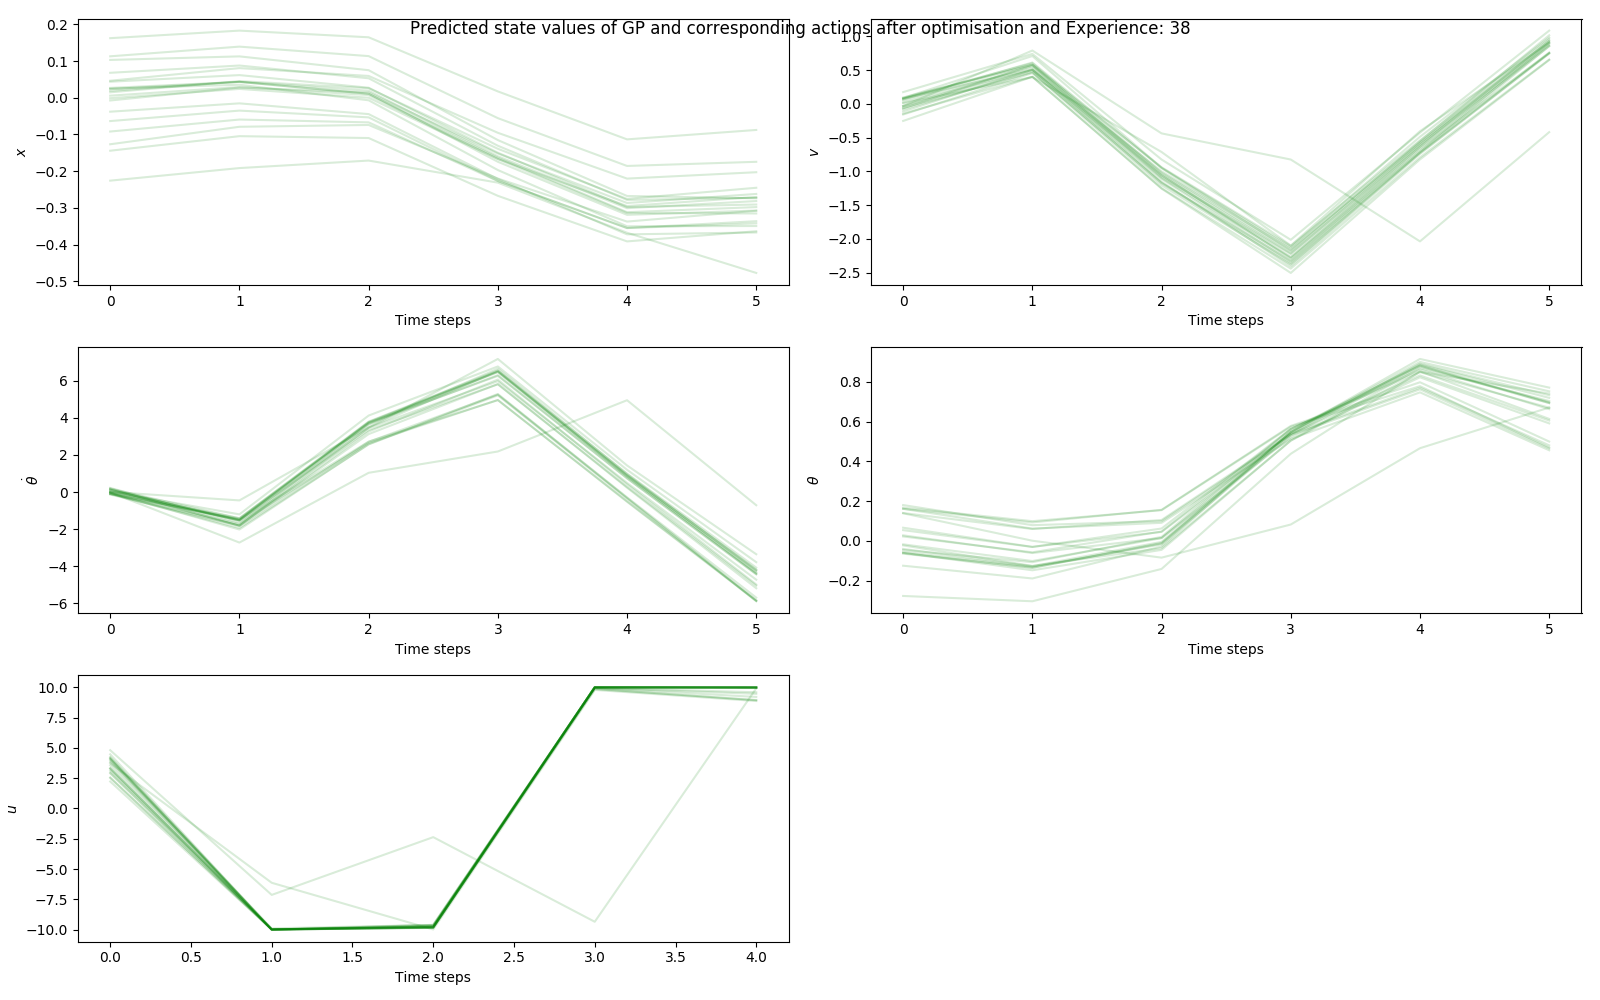 Predicted state values of GP and corresponding actions after optimisation and Experience: 38
0.2
0.1
0.0
−0.1
−0.2
−0.3
−0.4
−0.5
x
0 1 2 3 4 5
Time steps
1.0
0.5
0.0
−0.5
−1.0
−1.5
−2.0
−2.5
v
0 1 2 3 4 5
Time steps
6
4
2
0
−2
−4
−6
θ̇
0 1 2 3 4 5
Time steps
0.8
0.6
0.4
0.2
0.0
−0.2
θ
0 1 2 3 4 5
Time steps
10.0
7.5
5.0
2.5
0.0
−2.5
−5.0
−7.5
−10.0
u
0.0 0.5 1.0 1.5 2.0 2.5 3.0 3.5 4.0
Time steps